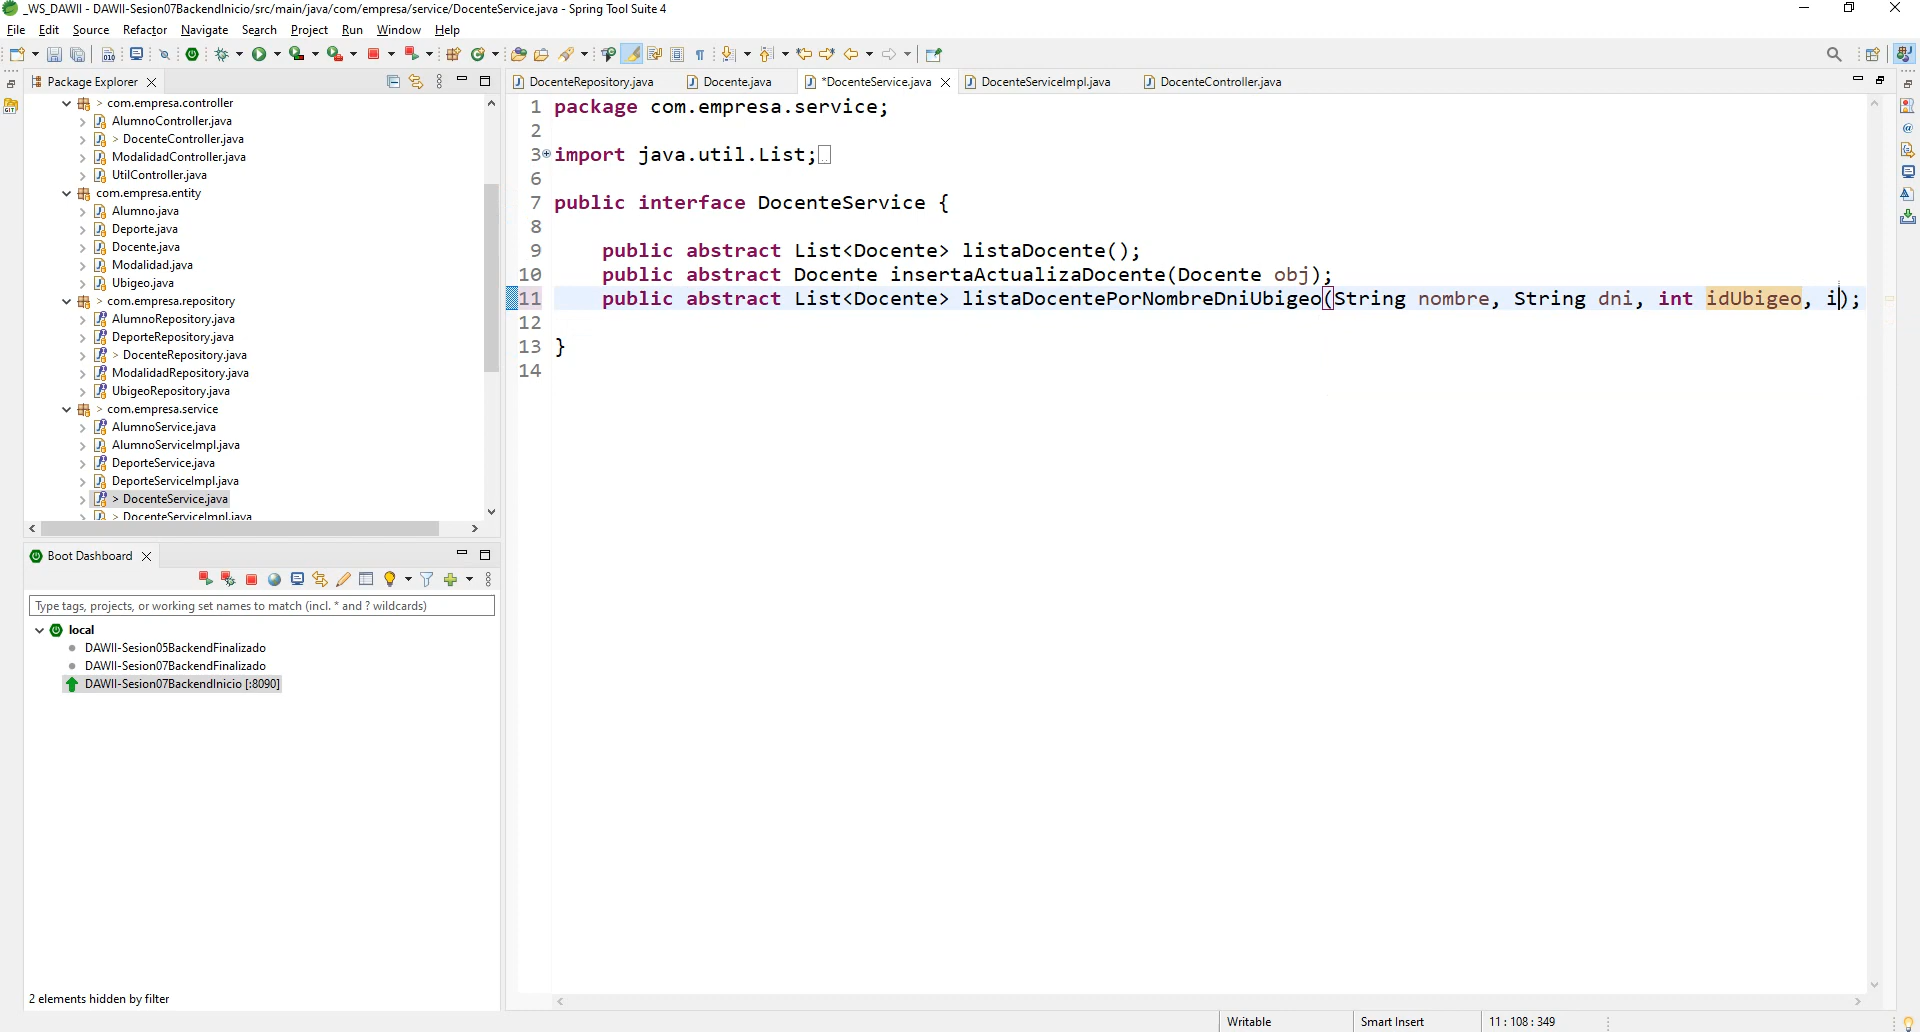 _WS_DAWII - DAWII-Sesion07BackendInicio/src/main/java/com/empresa/service/DocenteService.java - Spring Tool Suite 4
File Edit Source Refactor Navigate Search Project Run Window Help
Package Explorer
DocenteRepository.java
Docente.java
*DocenteService.java
DocenteServiceImpl.java
DocenteController.java
> com.empresa.controller
AlumnoController.java
> DocenteController.java
ModalidadController.java
UtilController.java
com.empresa.entity
Alumno.java
Deporte.java
Docente.java
Modalidad.java
Ubigeo.java
> com.empresa.repository
AlumnoRepository.java
DeporteRepository.java
> DocenteRepository.java
ModalidadRepository.java
UbigeoRepository.java
> com.empresa.service
AlumnoService.java
AlumnoServiceImpl.java
DeporteService.java
DeporteServiceImpl.java
> DocenteService.java
> DocenteServiceImpl.java
1 package com.empresa.service;
2
3 import java.util.List;
6
7 public interface DocenteService {
8
9 public abstract List<Docente> listaDocente();
10 public abstract Docente insertaActualizaDocente(Docente obj);
11 public abstract List<Docente> listaDocentePorNombreDniUbigeo(String nombre, String dni, int idUbigeo, i);
12
13 }
14
Boot Dashboard
Type tags, projects, or working set names to match (incl. * and ? wildcards)
local
DAWII-Sesion05BackendFinalizado
DAWII-Sesion07BackendFinalizado
DAWII-Sesion07BackendInicio [:8090]
2 elements hidden by filter
Writable
Smart Insert
11 : 108 : 349